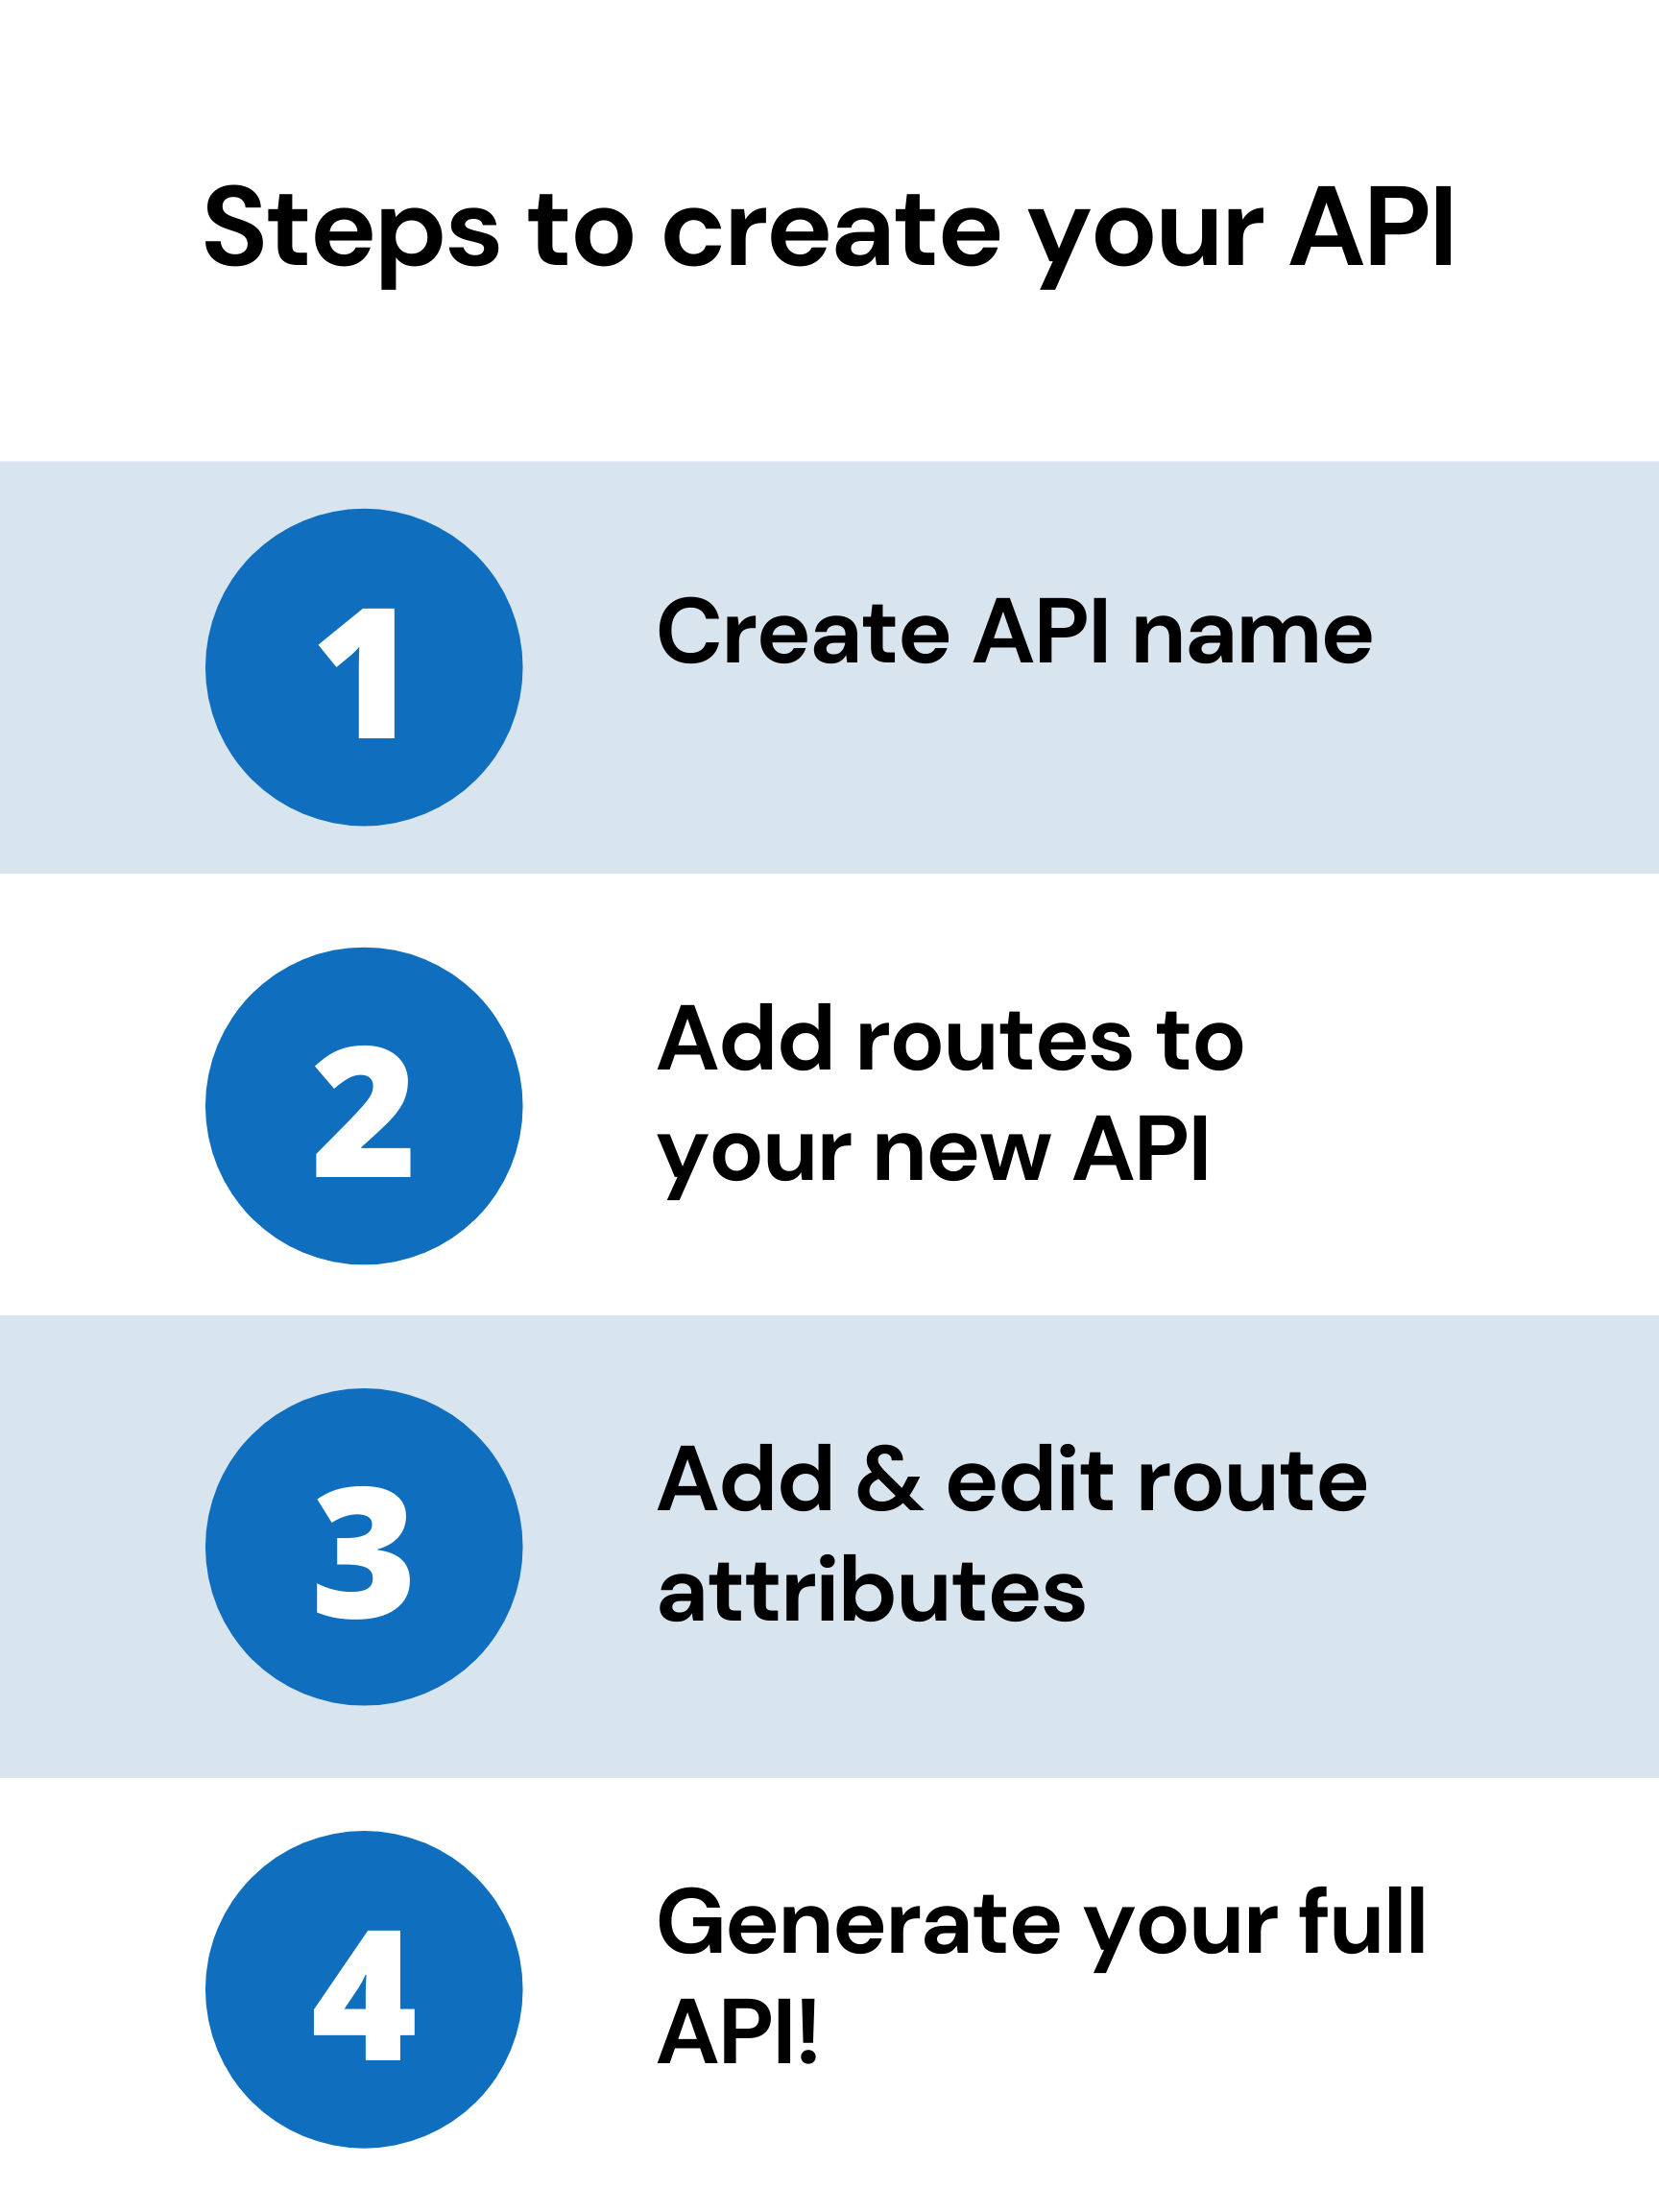 Steps to create your API
1
Create API name
2
Add routes to
your new API
3
Add & edit route
attributes
4
Generate your full
API!